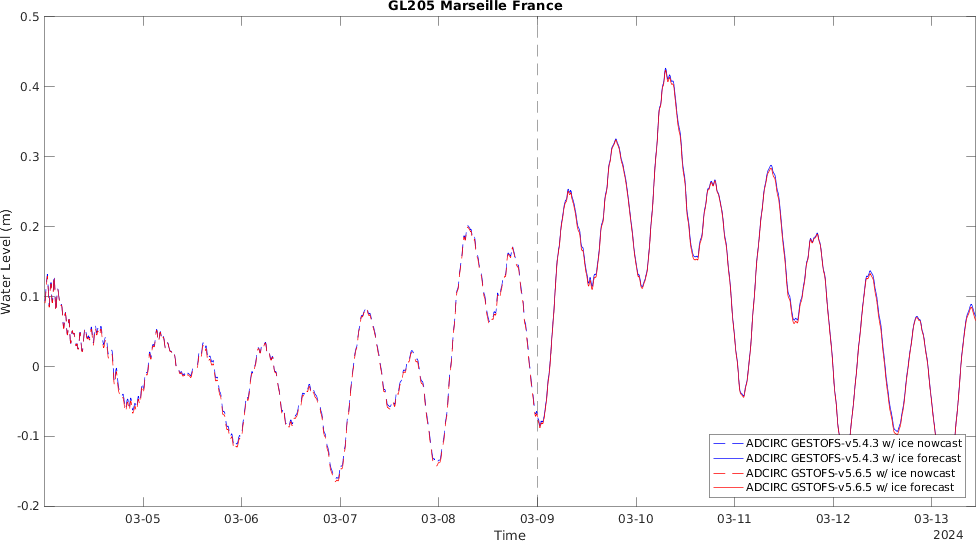 GL205 Marseille France
0.5
0.4
0.3
0.2
0.1
0
-0.1
-0.2
Water Level (m)
03-05
03-06
03-07
03-08
03-09
03-10
03-11
03-12
03-13
Time
2024
ADCIRC GESTOFS-v5.4.3 w/ ice nowcast
ADCIRC GESTOFS-v5.4.3 w/ ice forecast
ADCIRC GSTOFS-v5.6.5 w/ ice nowcast
ADCIRC GSTOFS-v5.6.5 w/ ice forecast